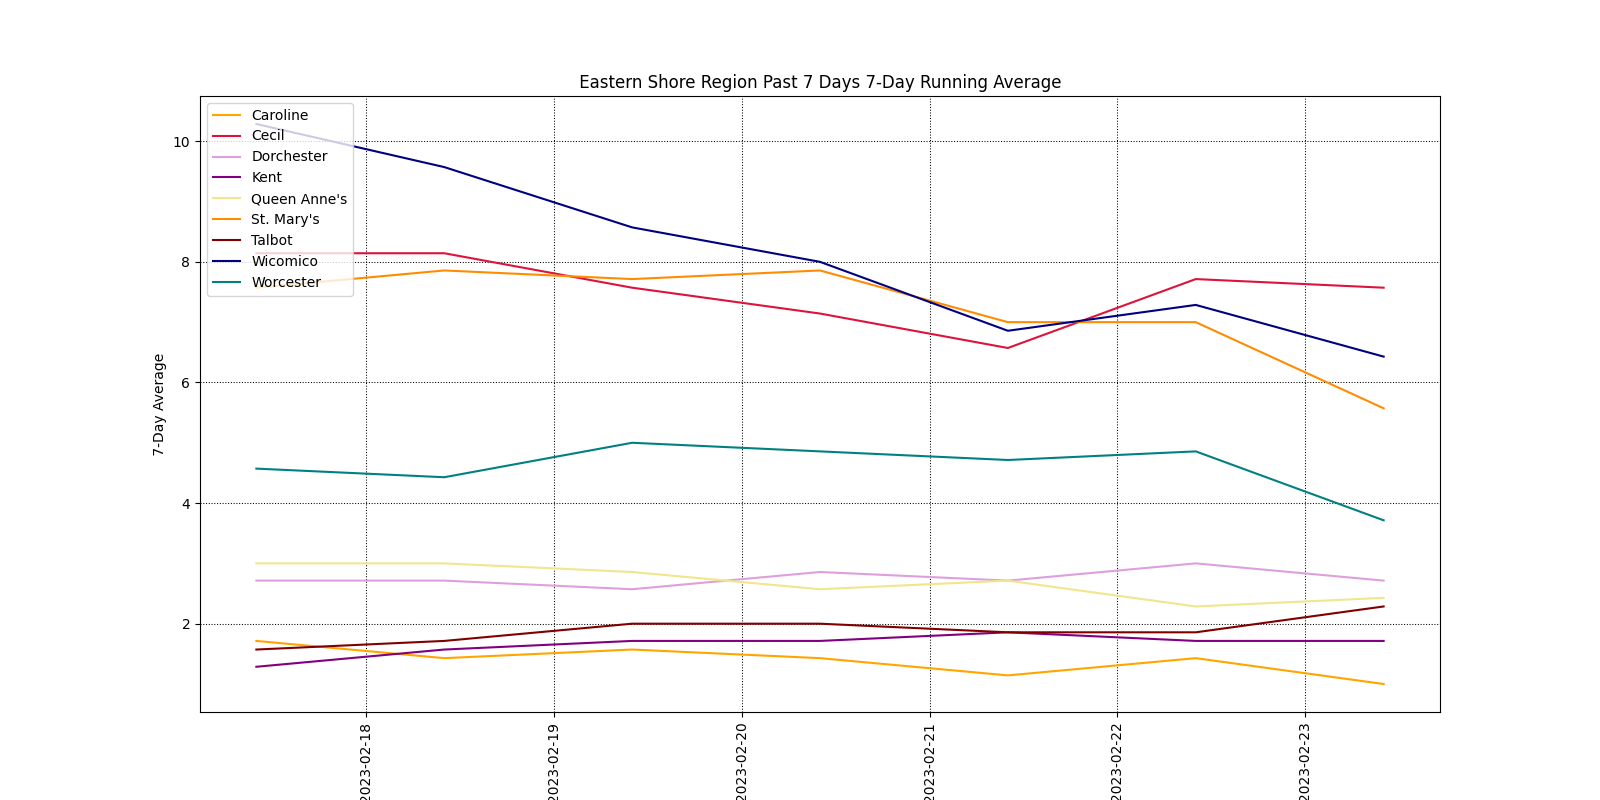 Eastern Shore Region Past 7 Days 7-Day Running Average
Caroline
Cecil
Dorchester
Kent
Queen Anne's
St. Mary's
Talbot
Wicomico
Worcester
10
8
6
4
2
7-Day Average
2023-02-18
2023-02-19
2023-02-20
2023-02-21
2023-02-22
2023-02-23